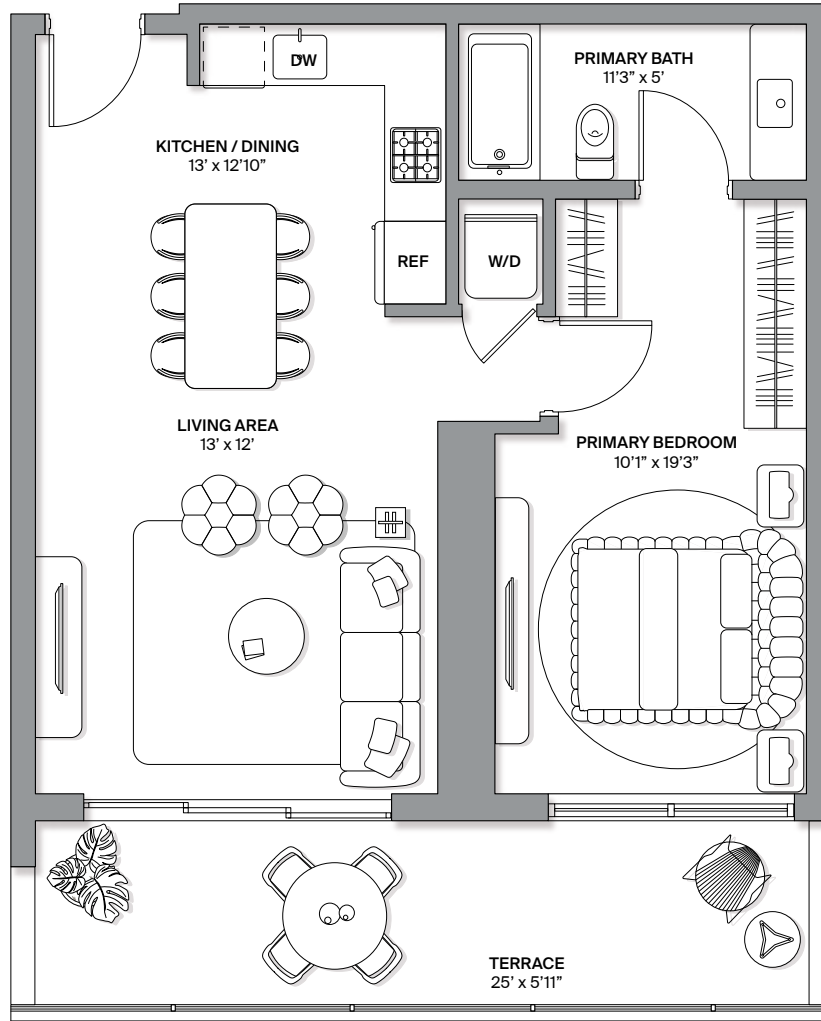 DW
PRIMARY BATH
11'3" x 5'
KITCHEN / DINING
13' x 12'10"
REF
W/D
LIVING AREA
13' x 12'
PRIMARY BEDROOM
10'1" x 19'3"
TERRACE
25' x 5'11"